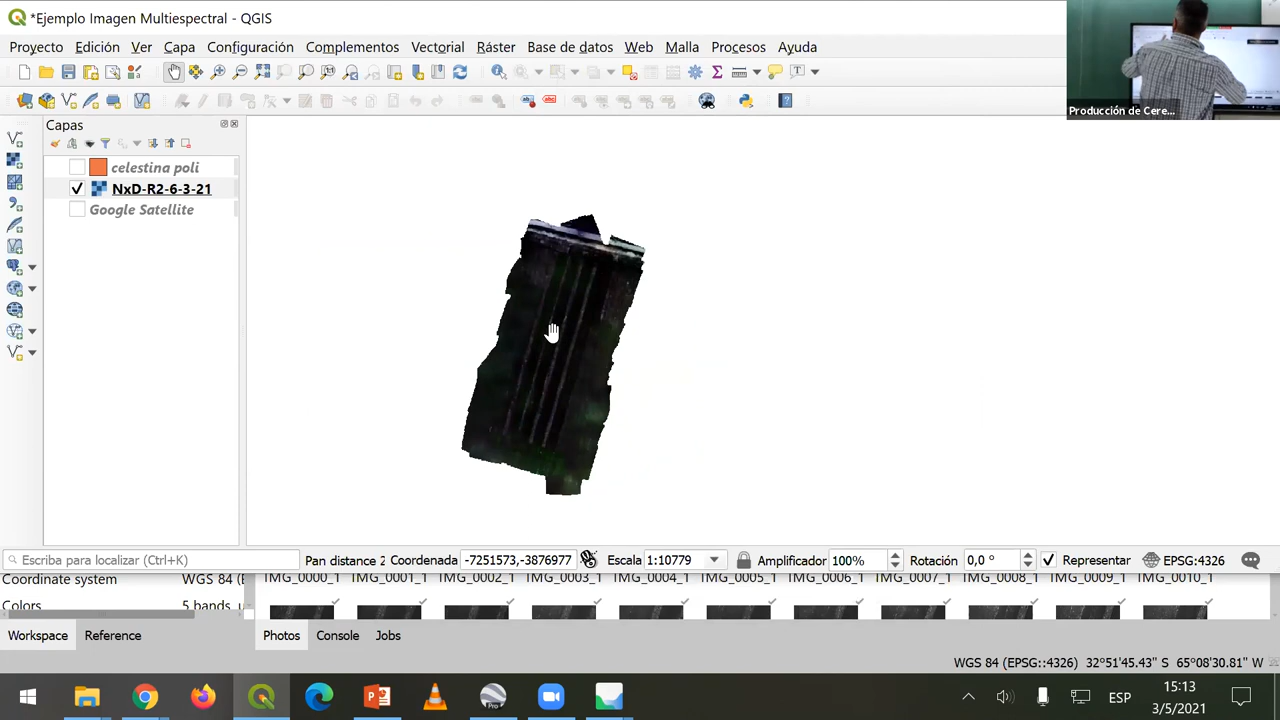 *Ejemplo Imagen Multiespectral - QGIS
Proyecto Edición Ver Capa Configuración Complementos Vectorial Ráster Base de datos Web Malla Procesos Ayuda
Producción de Cere...
Capas
celestina poli
NxD-R2-6-3-21
Google Satellite
Escriba para localizar (Ctrl+K) Pan distance 2 Coordenada -7251573,-3876977 Escala 1:10779 Amplificador 100% Rotación 0,0 ° Representar EPSG:4326
Coordinate system WGS 84 (E IMG_0000_1 IMG_0001_1 IMG_0002_1 IMG_0003_1 IMG_0004_1 IMG_0005_1 IMG_0006_1 IMG_0007_1 IMG_0008_1 IMG_0009_1 IMG_0010_1
Colors 5 bands, u
Workspace Reference Photos Console Jobs
WGS 84 (EPSG::4326) 32°51'45.43" S 65°08'30.81" W
Pro
ESP
15:13
3/5/2021